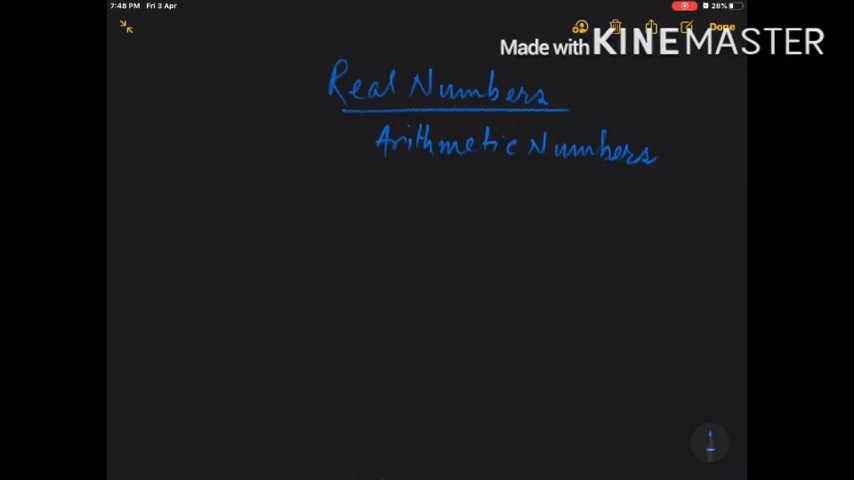 7:48 PM Fri 3 Apr 28%
Done
Made with KINEMASTER
Real Numbers
Arithmetic Numbers